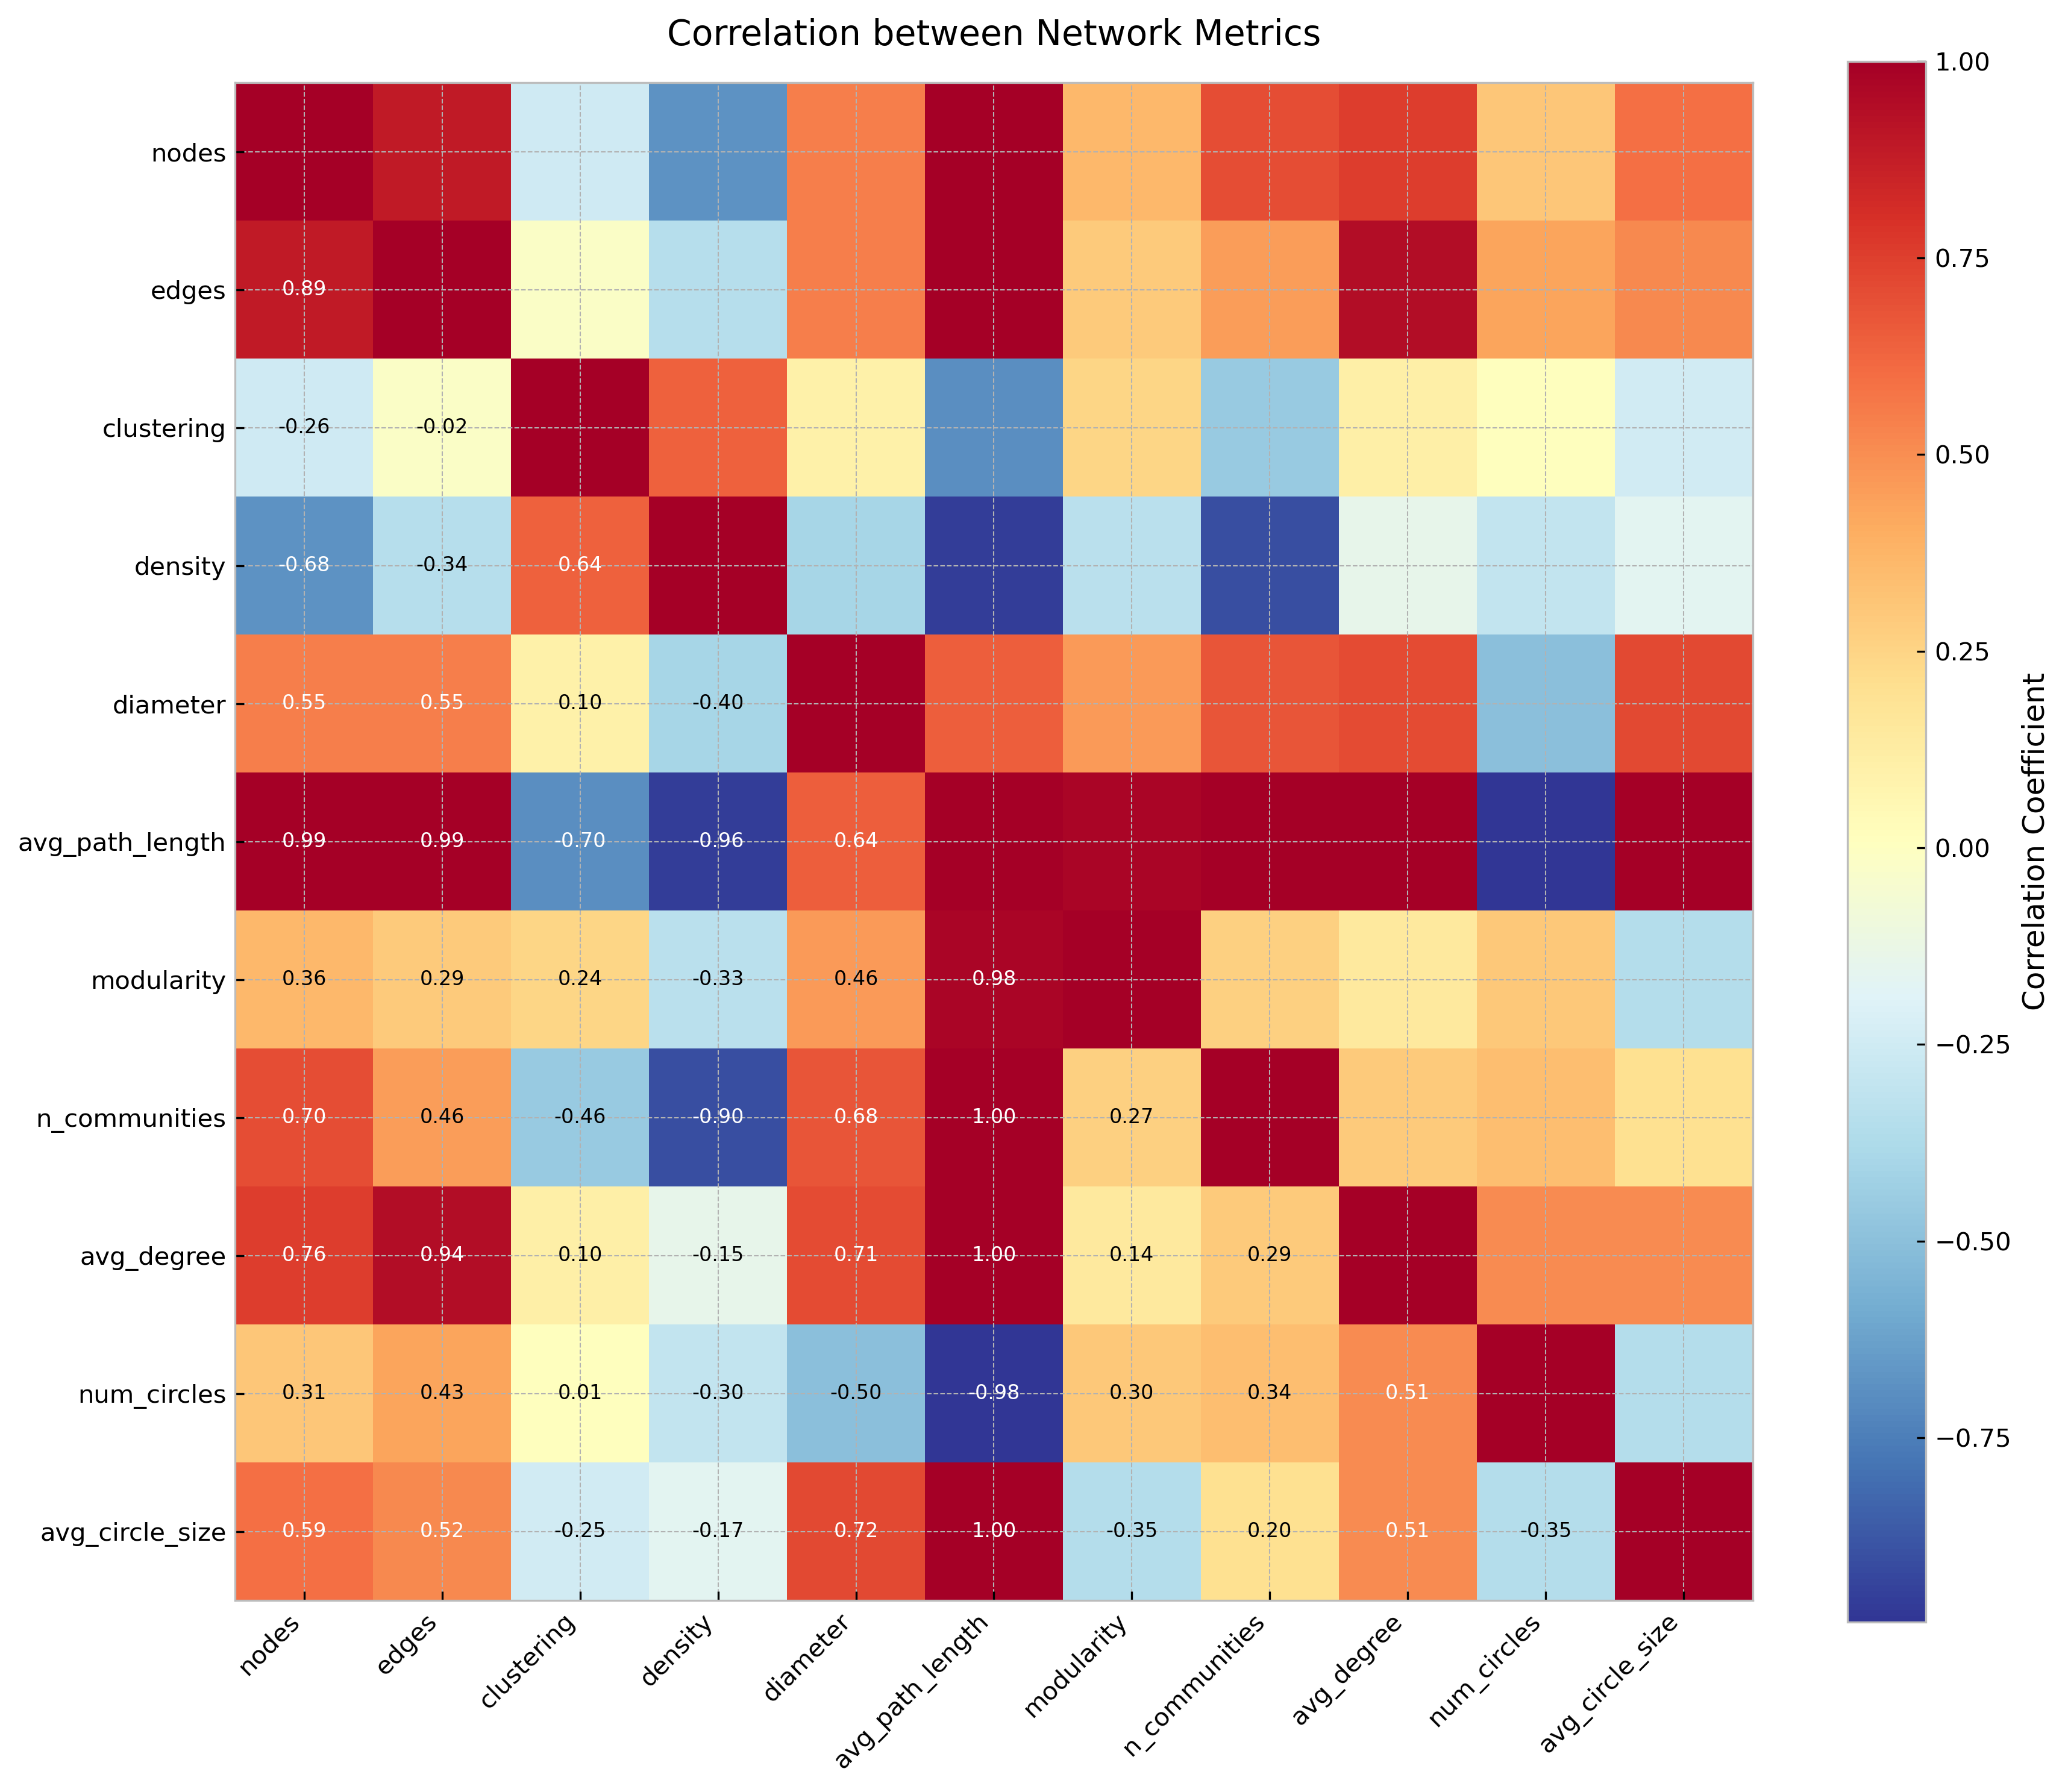 Correlation between Network Metrics
nodes
edges 0.89
clustering -0.26 -0.02
density -0.68 -0.34 0.64
diameter 0.55 0.55 0.10 -0.40
avg_path_length 0.99 0.99 -0.70 -0.96 0.64
modularity 0.36 0.29 0.24 -0.33 0.46 0.98
n_communities 0.70 0.46 -0.46 -0.90 0.68 1.00 0.27
avg_degree 0.76 0.94 0.10 -0.15 0.71 1.00 0.14 0.29
num_circles 0.31 0.43 0.01 -0.30 -0.50 -0.98 0.30 0.34 0.51
avg_circle_size 0.59 0.52 -0.25 -0.17 0.72 1.00 -0.35 0.20 0.51 -0.35
nodes edges clustering density diameter avg_path_length modularity n_communities avg_degree num_circles avg_circle_size
1.00
0.75
0.50
0.25
0.00
−0.25
−0.50
−0.75
Correlation Coefficient